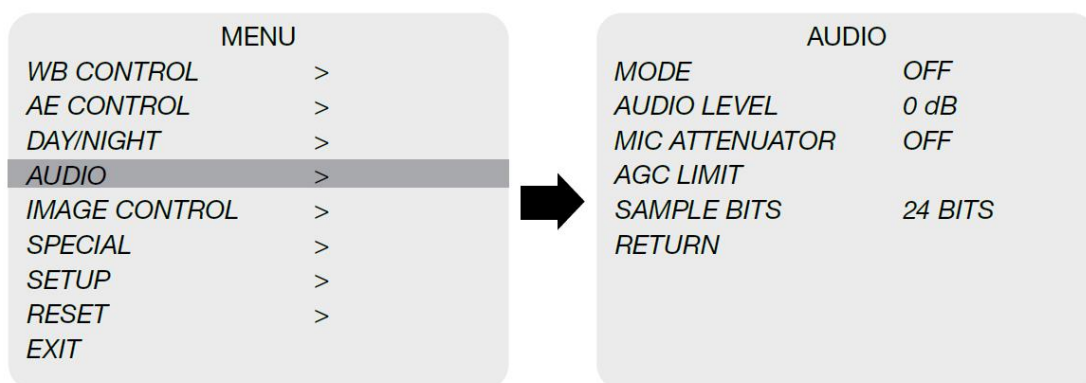 MENU
WB CONTROL >
AE CONTROL >
DAY/NIGHT >
AUDIO >
IMAGE CONTROL >
SPECIAL >
SETUP >
RESET >
EXIT
AUDIO
MODE OFF
AUDIO LEVEL 0 dB
MIC ATTENUATOR OFF
AGC LIMIT
SAMPLE BITS 24 BITS
RETURN